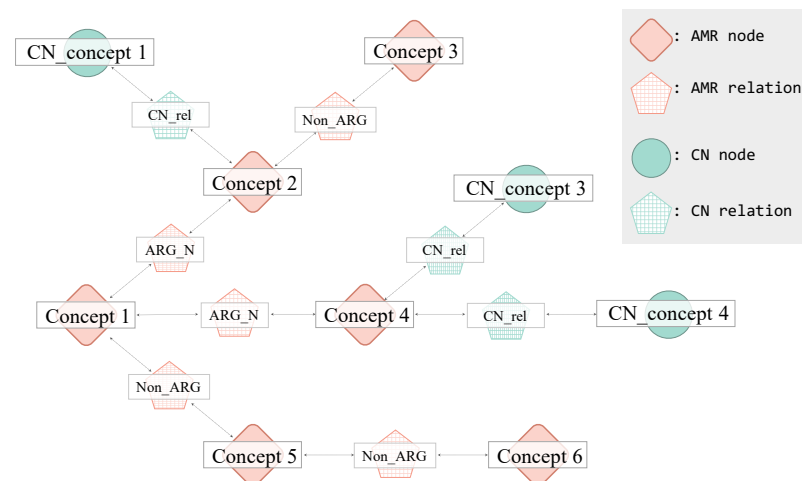 CN_concept 1
Concept 3
CN_rel
Non_ARG
Concept 2
CN_concept 3
ARG_N
CN_rel
Concept 1
ARG_N
Concept 4
CN_rel
CN_concept 4
Non_ARG
Concept 5
Non_ARG
Concept 6
: AMR node
: AMR relation
: CN node
: CN relation